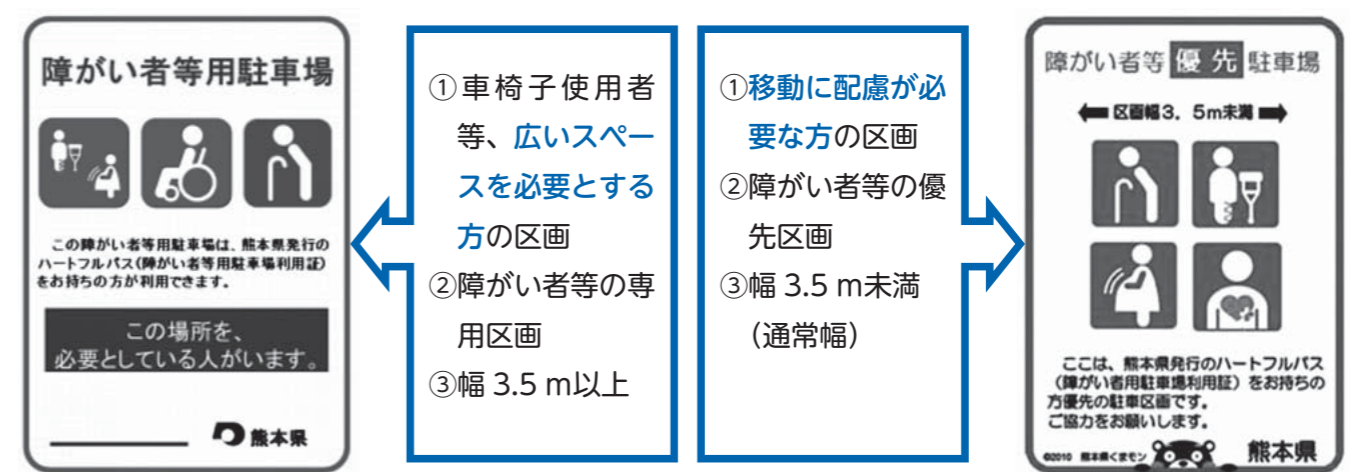 障がい者等用駐車場
この障がい者等用駐車場は、熊本県発行の
ハートフルパス(障がい者等用駐車場利用証)
をお持ちの方が利用できます。
この場所を、
必要としている人がいます。
熊本県
①車椅子使用者
等、広いスペー
スを必要とする
方の区画
②障がい者等の専
用区画
③幅 3.5 m以上
①移動に配慮が必
要な方の区画
②障がい者等の優
先区画
③幅 3.5 m未満
（通常幅）
障がい者等 優先 駐車場
区画幅3．5m未満
ここは、熊本県発行のハートフルパス
（障がい者用駐車場利用証）をお持ちの
方優先の駐車区画です。
ご協力をお願いします。
©2010 熊本県くまモン
熊本県